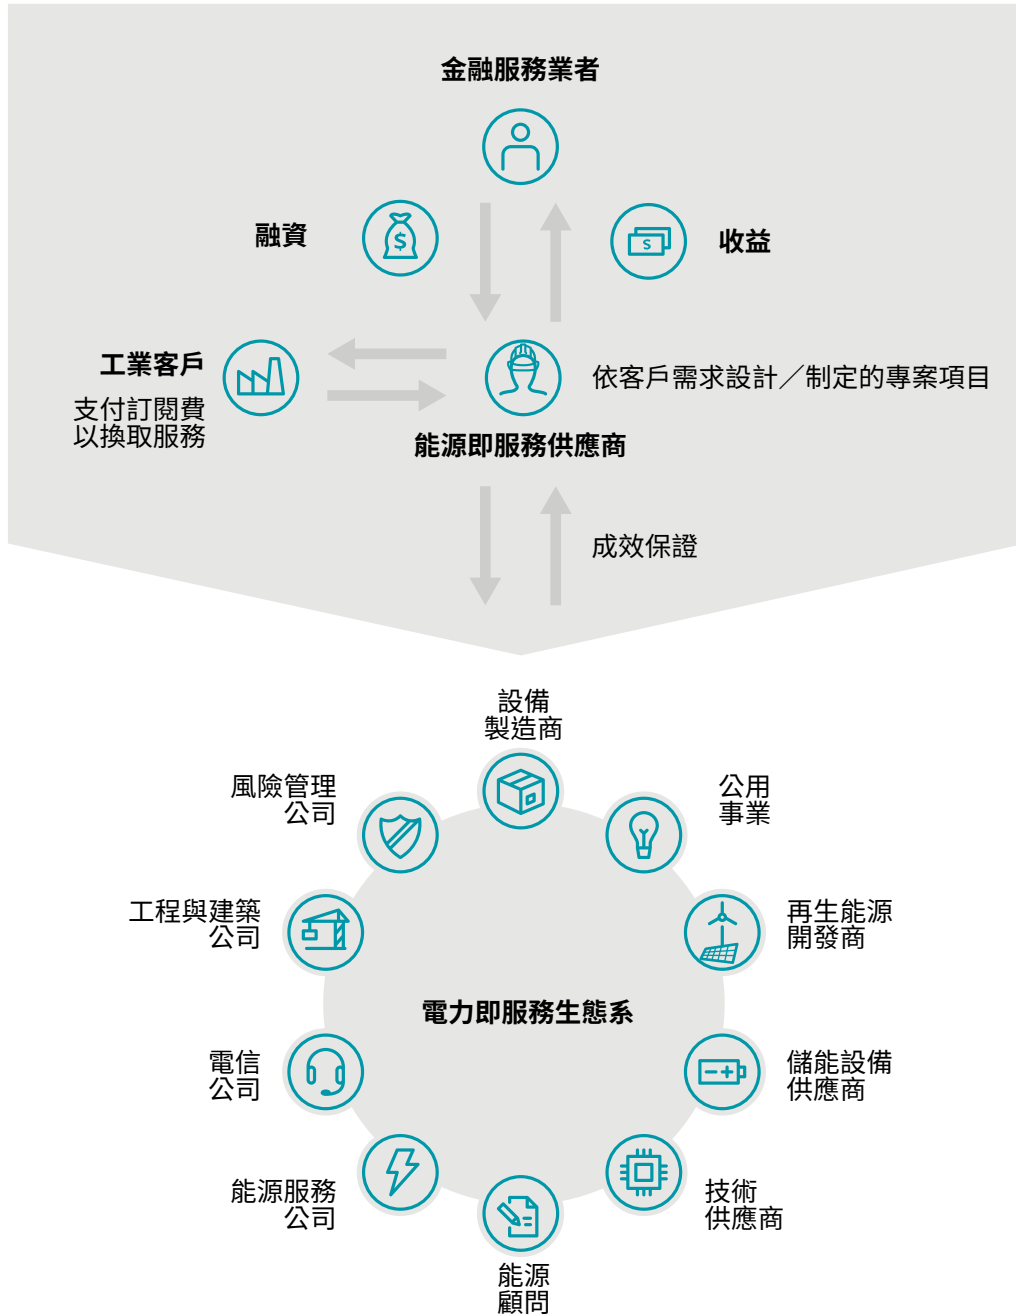 金融服務業者
融資
收益
工業客戶
支付訂閱費
以換取服務
依客戶需求設計／制定的專案項目
能源即服務供應商
成效保證
設備
製造商
風險管理
公司
公用
事業
工程與建築
公司
再生能源
開發商
電力即服務生態系
電信
公司
儲能設備
供應商
能源服務
公司
技術
供應商
能源
顧問